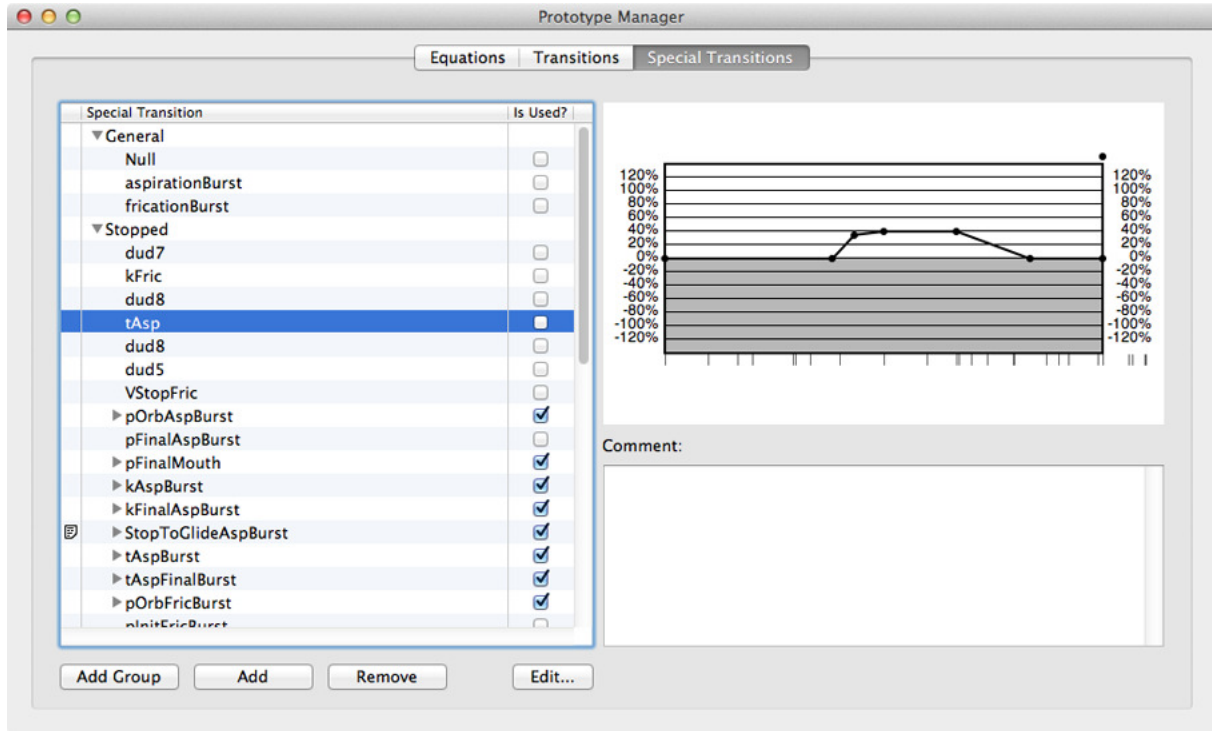 Prototype Manager
Equations Transitions Special Transitions
Special Transition Is Used?
General
Null
aspirationBurst
fricationBurst
Stopped
dud7
kFric
dud8
tAsp
dud8
dud5
VStopFric
pOrbAspBurst
pFinalAspBurst
pFinalMouth
kAspBurst
kFinalAspBurst
StopToGlideAspBurst
tAspBurst
tAspFinalBurst
pOrbFricBurst
pInitFricBurst
Add Group Add Remove Edit...
120% 120%
100% 100%
80% 80%
60% 60%
40% 40%
20% 20%
0% 0%
-20% -20%
-40% -40%
-60% -60%
-80% -80%
-100% -100%
-120% -120%
Comment: